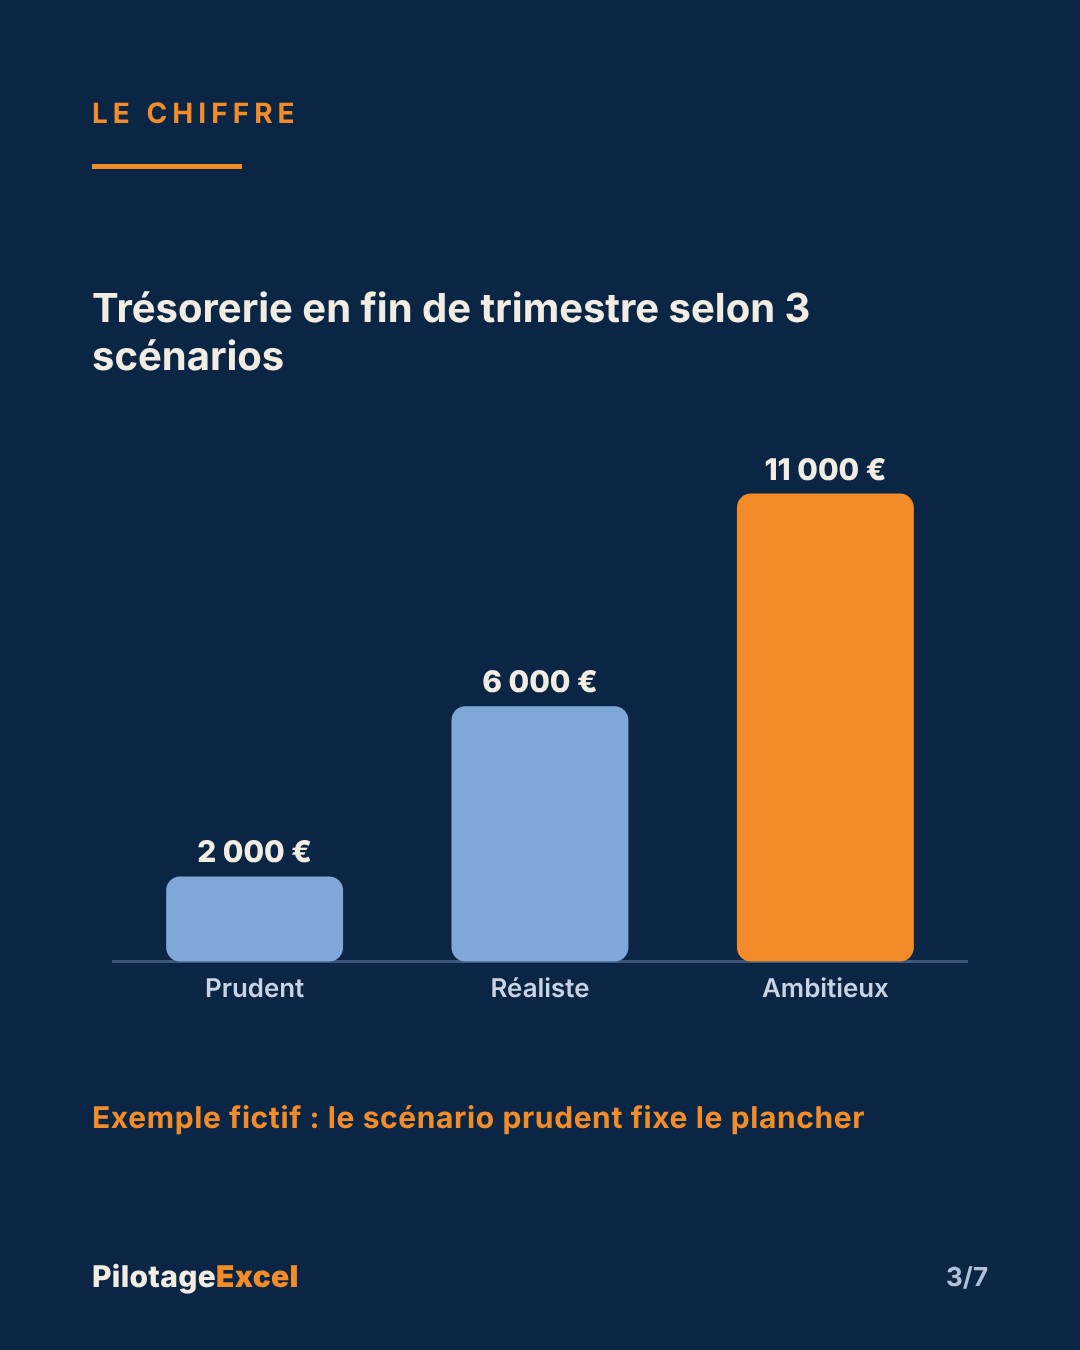 LE CHIFFRE
Trésorerie en fin de trimestre selon 3
scénarios
11 000 €
6 000 €
2 000 €
Prudent
Réaliste
Ambitieux
Exemple fictif : le scénario prudent fixe le plancher
PilotageExcel
3/7